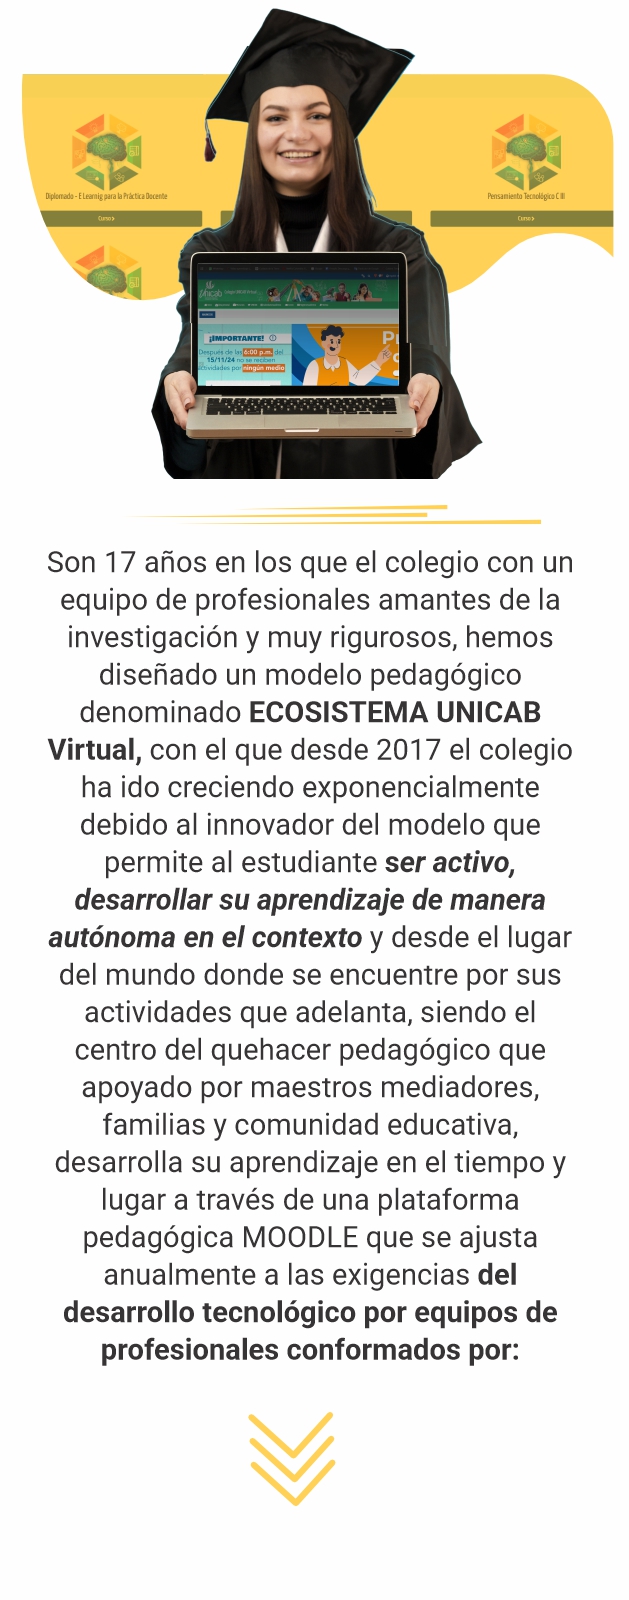 Diplomado - E Learnig para la Práctica Docente
Pensamiento Tecnológico C III
Curso
Curso
¡IMPORTANTE!
Después de las 6:00 p.m. del
15/11/24 no se reciben
actividades por ningún medio
Son 17 años en los que el colegio con un
equipo de profesionales amantes de la
investigación y muy rigurosos, hemos
diseñado un modelo pedagógico
denominado ECOSISTEMA UNICAB
Virtual, con el que desde 2017 el colegio
ha ido creciendo exponencialmente
debido al innovador del modelo que
permite al estudiante ser activo,
desarrollar su aprendizaje de manera
autónoma en el contexto y desde el lugar
del mundo donde se encuentre por sus
actividades que adelanta, siendo el
centro del quehacer pedagógico que
apoyado por maestros mediadores,
familias y comunidad educativa,
desarrolla su aprendizaje en el tiempo y
lugar a través de una plataforma
pedagógica MOODLE que se ajusta
anualmente a las exigencias del
desarrollo tecnológico por equipos de
profesionales conformados por: